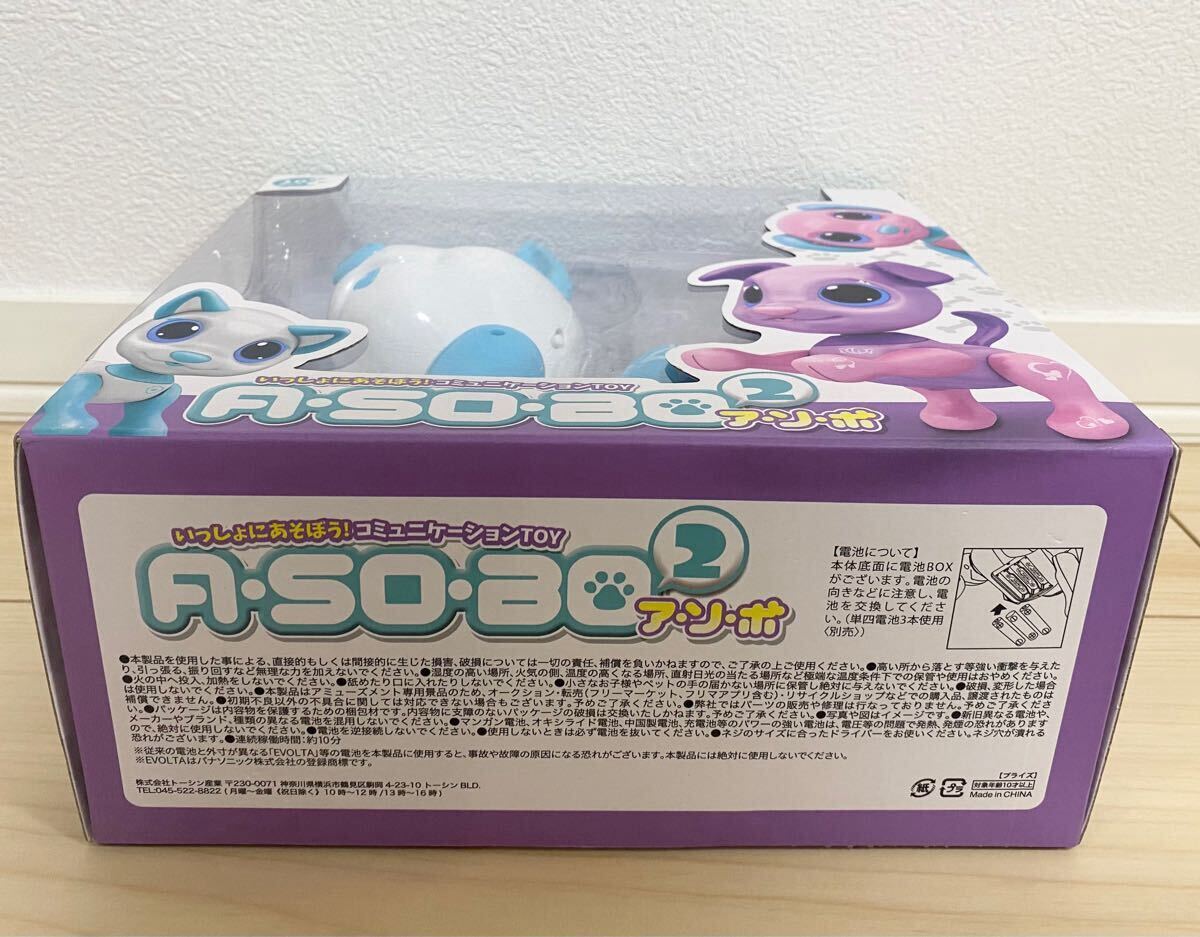 いっしょにあそぼう!コミュニケーションTOY
A・SO・BO 2
ア・ソ・ボ
いっしょにあそぼう!コミュニケーションTOY
A・SO・BO 2
ア・ソ・ボ
【電池について】
本体底面に電池BOX
がございます。電池の
向きなどに注意し、電
池を交換してくださ
い。(単四電池3本使用
〈別売〉)
●本製品を使用した事による、直接的もしくは間接的に生じた損害、破損については一切の責任、補償を負いかねますので、ご了承の上ご使用ください。●高い所から落とす等強い衝撃を与えた
り、引っ張る、振り回すなど無理な力を加えないでください。●湿度の高い場所、火気の側、温度の高くなる場所、直射日光の当たる場所など極端な温度条件下での保管や使用はおやめください。
●火の中へ投入、加熱をしないでください。●舐めたり口に入れたりしないでください。●小さなお子様やペットの手の届かない場所に保管し絶対に与えないでください。●破損、変形した場合
は使用しないでください。●本製品はアミューズメント専用景品のため、オークション・転売(フリーマーケット、フリマアプリ含む)・リサイクルショップなどでの購入品、譲渡されたものは
補償できません。●初期不良以外の不具合に関しては対応できない場合もございます。予めご了承ください。●弊社ではパーツの販売や修理は行なっておりません。予めご了承ください。
●パッケージは内容物を保護するための梱包材です。内容物に支障のないパッケージの破損は交換いたしかねます。予めご了承ください。●写真や図はイメージです。●新旧異なる電池や、
メーカーやブランド、種類の異なる電池を混用しないでください。●マンガン電池、オキシライド電池、中国製電池、充電池等のパワーの強い電池は、電圧等の問題で発熱、発煙の恐れがありますの
で、絶対に使用しないでください。●電池を逆接続しないでください。●使用しないときは必ず電池を抜いてください。●ネジのサイズに合ったドライバーをお使いください。ネジ穴が潰れる
恐れがございます。●連続稼働時間:約10分
※従来の電池と外寸が異なる「EVOLTA」等の電池を本製品に使用すると、事故や故障の原因になる恐れがございます。本製品には絶対に使用しないでください。
※EVOLTAはパナソニック株式会社の登録商標です。
株式会社トーシン産業 〒230-0071 神奈川県横浜市鶴見区駒岡 4-23-10 トーシン BLD.
TEL:045-522-8822 (月曜〜金曜《祝日除く》10時〜12時/13時〜16時)
紙
プラ
【プライズ】
対象年齢10才以上
Made in CHINA